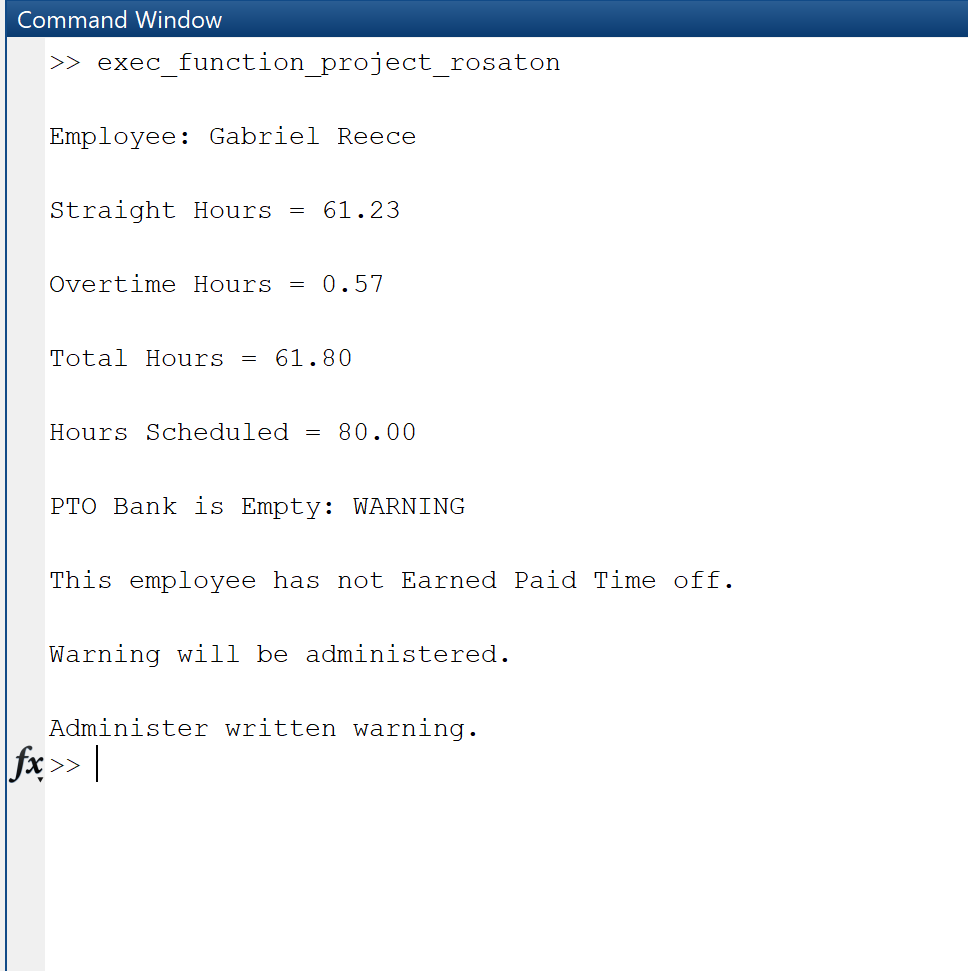 Command Window
>> exec_function_project_rosaton
Employee: Gabriel Reece
Straight Hours = 61.23
Overtime Hours = 0.57
Total Hours = 61.80
Hours Scheduled = 80.00
PTO Bank is Empty: WARNING
This employee has not Earned Paid Time off.
Warning will be administered.
Administer written warning.
fx >>